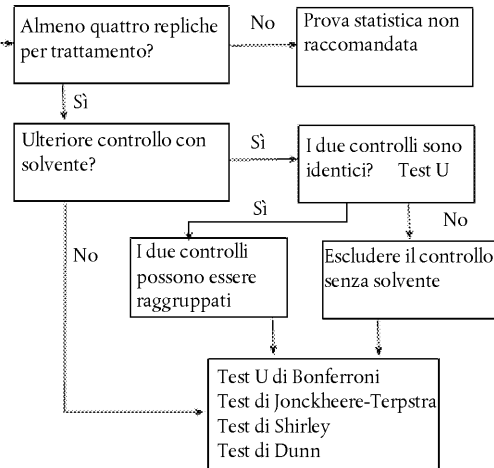 Almeno quattro repliche
per trattamento?
No
Prova statistica non
raccomandata
Sì
Ulteriore controllo con
solvente?
Sì
I due controlli sono
identici? Test U
Sì
No
No
I due controlli
possono essere
raggruppati
Escludere il controllo
senza solvente
Test U di Bonferroni
Test di Jonckheere-Terpstra
Test di Shirley
Test di Dunn